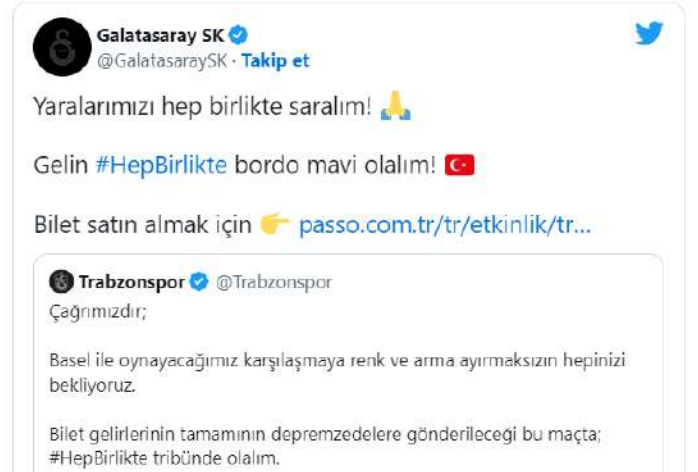 Galatasaray SK
@GalatasaraySK · Takip et
Yaralarımızı hep birlikte saralım! 🙏
Gelin #HepBirlikte bordo mavi olalım! 🇹🇷
Bilet satın almak için 👉 passo.com.tr/tr/etkinlik/tr...
Trabzonspor @Trabzonspor
Çağrımızdır;
Basel ile oynayacağımız karşılaşmaya renk ve arma ayırmaksızın hepinizi
bekliyoruz.
Bilet gelirlerinin tamamının depremzedelere gönderileceği bu maçta;
#HepBirlikte tribünde olalım.